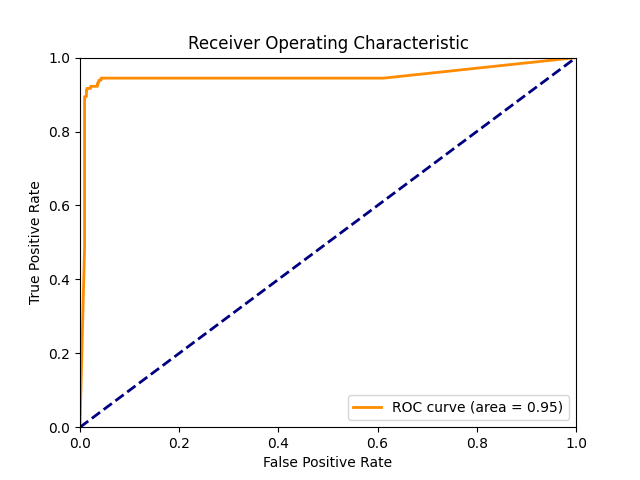 Receiver Operating Characteristic
1.0
0.8
0.6
0.4
0.2
0.0
True Positive Rate
ROC curve (area = 0.95)
0.0 0.2 0.4 0.6 0.8 1.0
False Positive Rate